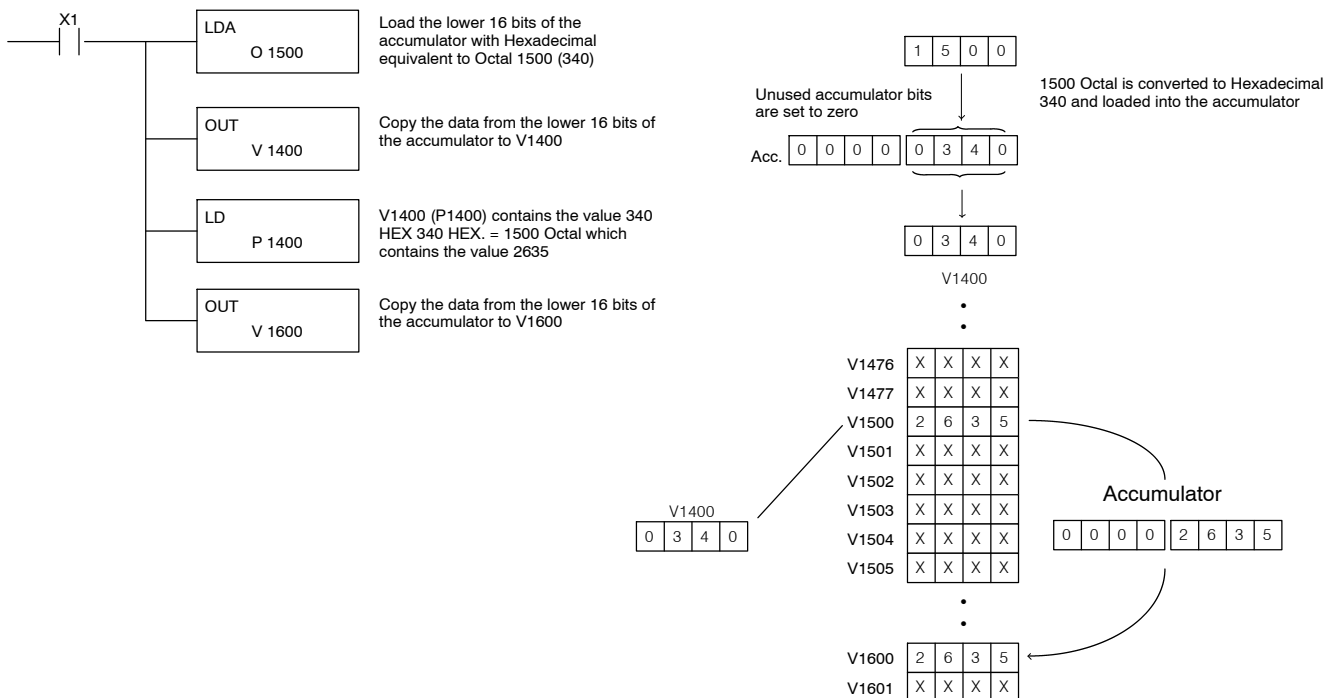 X1
LDA
O 1500
Load the lower 16 bits of the
accumulator with Hexadecimal
equivalent to Octal 1500 (340)
OUT
V 1400
Copy the data from the lower 16 bits of
the accumulator to V1400
LD
P 1400
V1400 (P1400) contains the value 340
HEX 340 HEX. = 1500 Octal which
contains the value 2635
OUT
V 1600
Copy the data from the lower 16 bits of
the accumulator to V1600
1 5 0 0
1500 Octal is converted to Hexadecimal
340 and loaded into the accumulator
Unused accumulator bits
are set to zero
Acc. 0 0 0 0 0 3 4 0
0 3 4 0
V1400
V1476 X X X X
V1477 X X X X
V1500 2 6 3 5
V1501 X X X X
V1502 X X X X
V1503 X X X X
V1504 X X X X
V1505 X X X X
V1400
0 3 4 0
Accumulator
0 0 0 0 2 6 3 5
V1600 2 6 3 5
V1601 X X X X